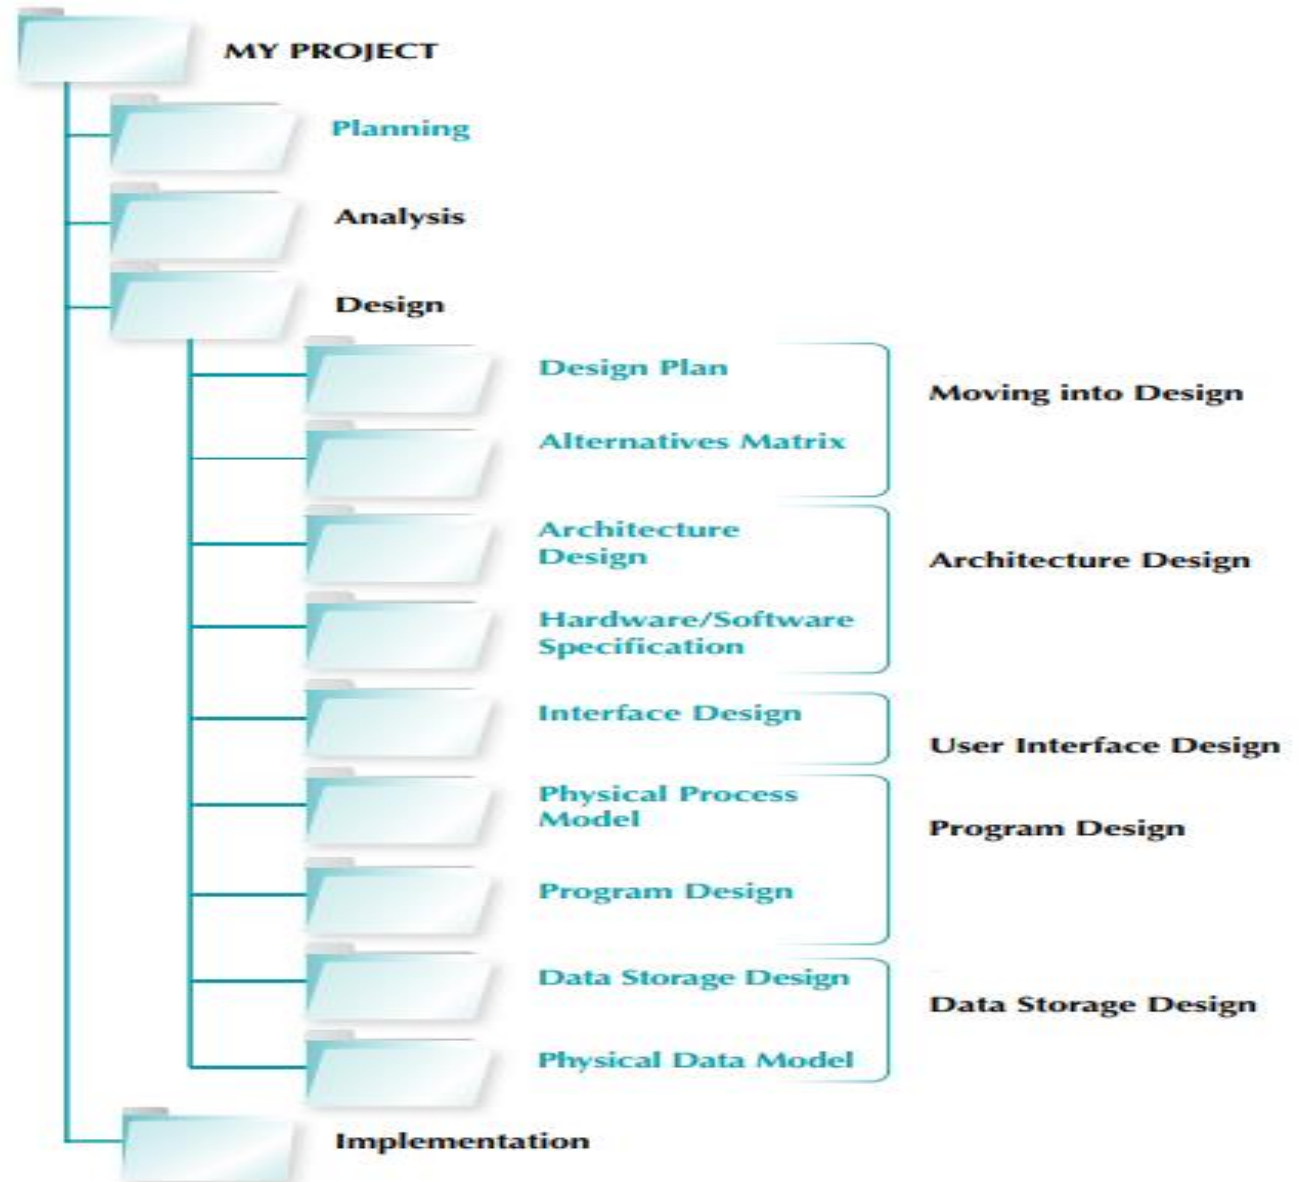 MY PROJECT
Planning
Analysis
Design
Design Plan
Moving into Design
Alternatives Matrix
Architecture
Design
Architecture Design
Hardware/Software
Specification
Interface Design
User Interface Design
Physical Process
Model
Program Design
Program Design
Data Storage Design
Data Storage Design
Physical Data Model
Implementation